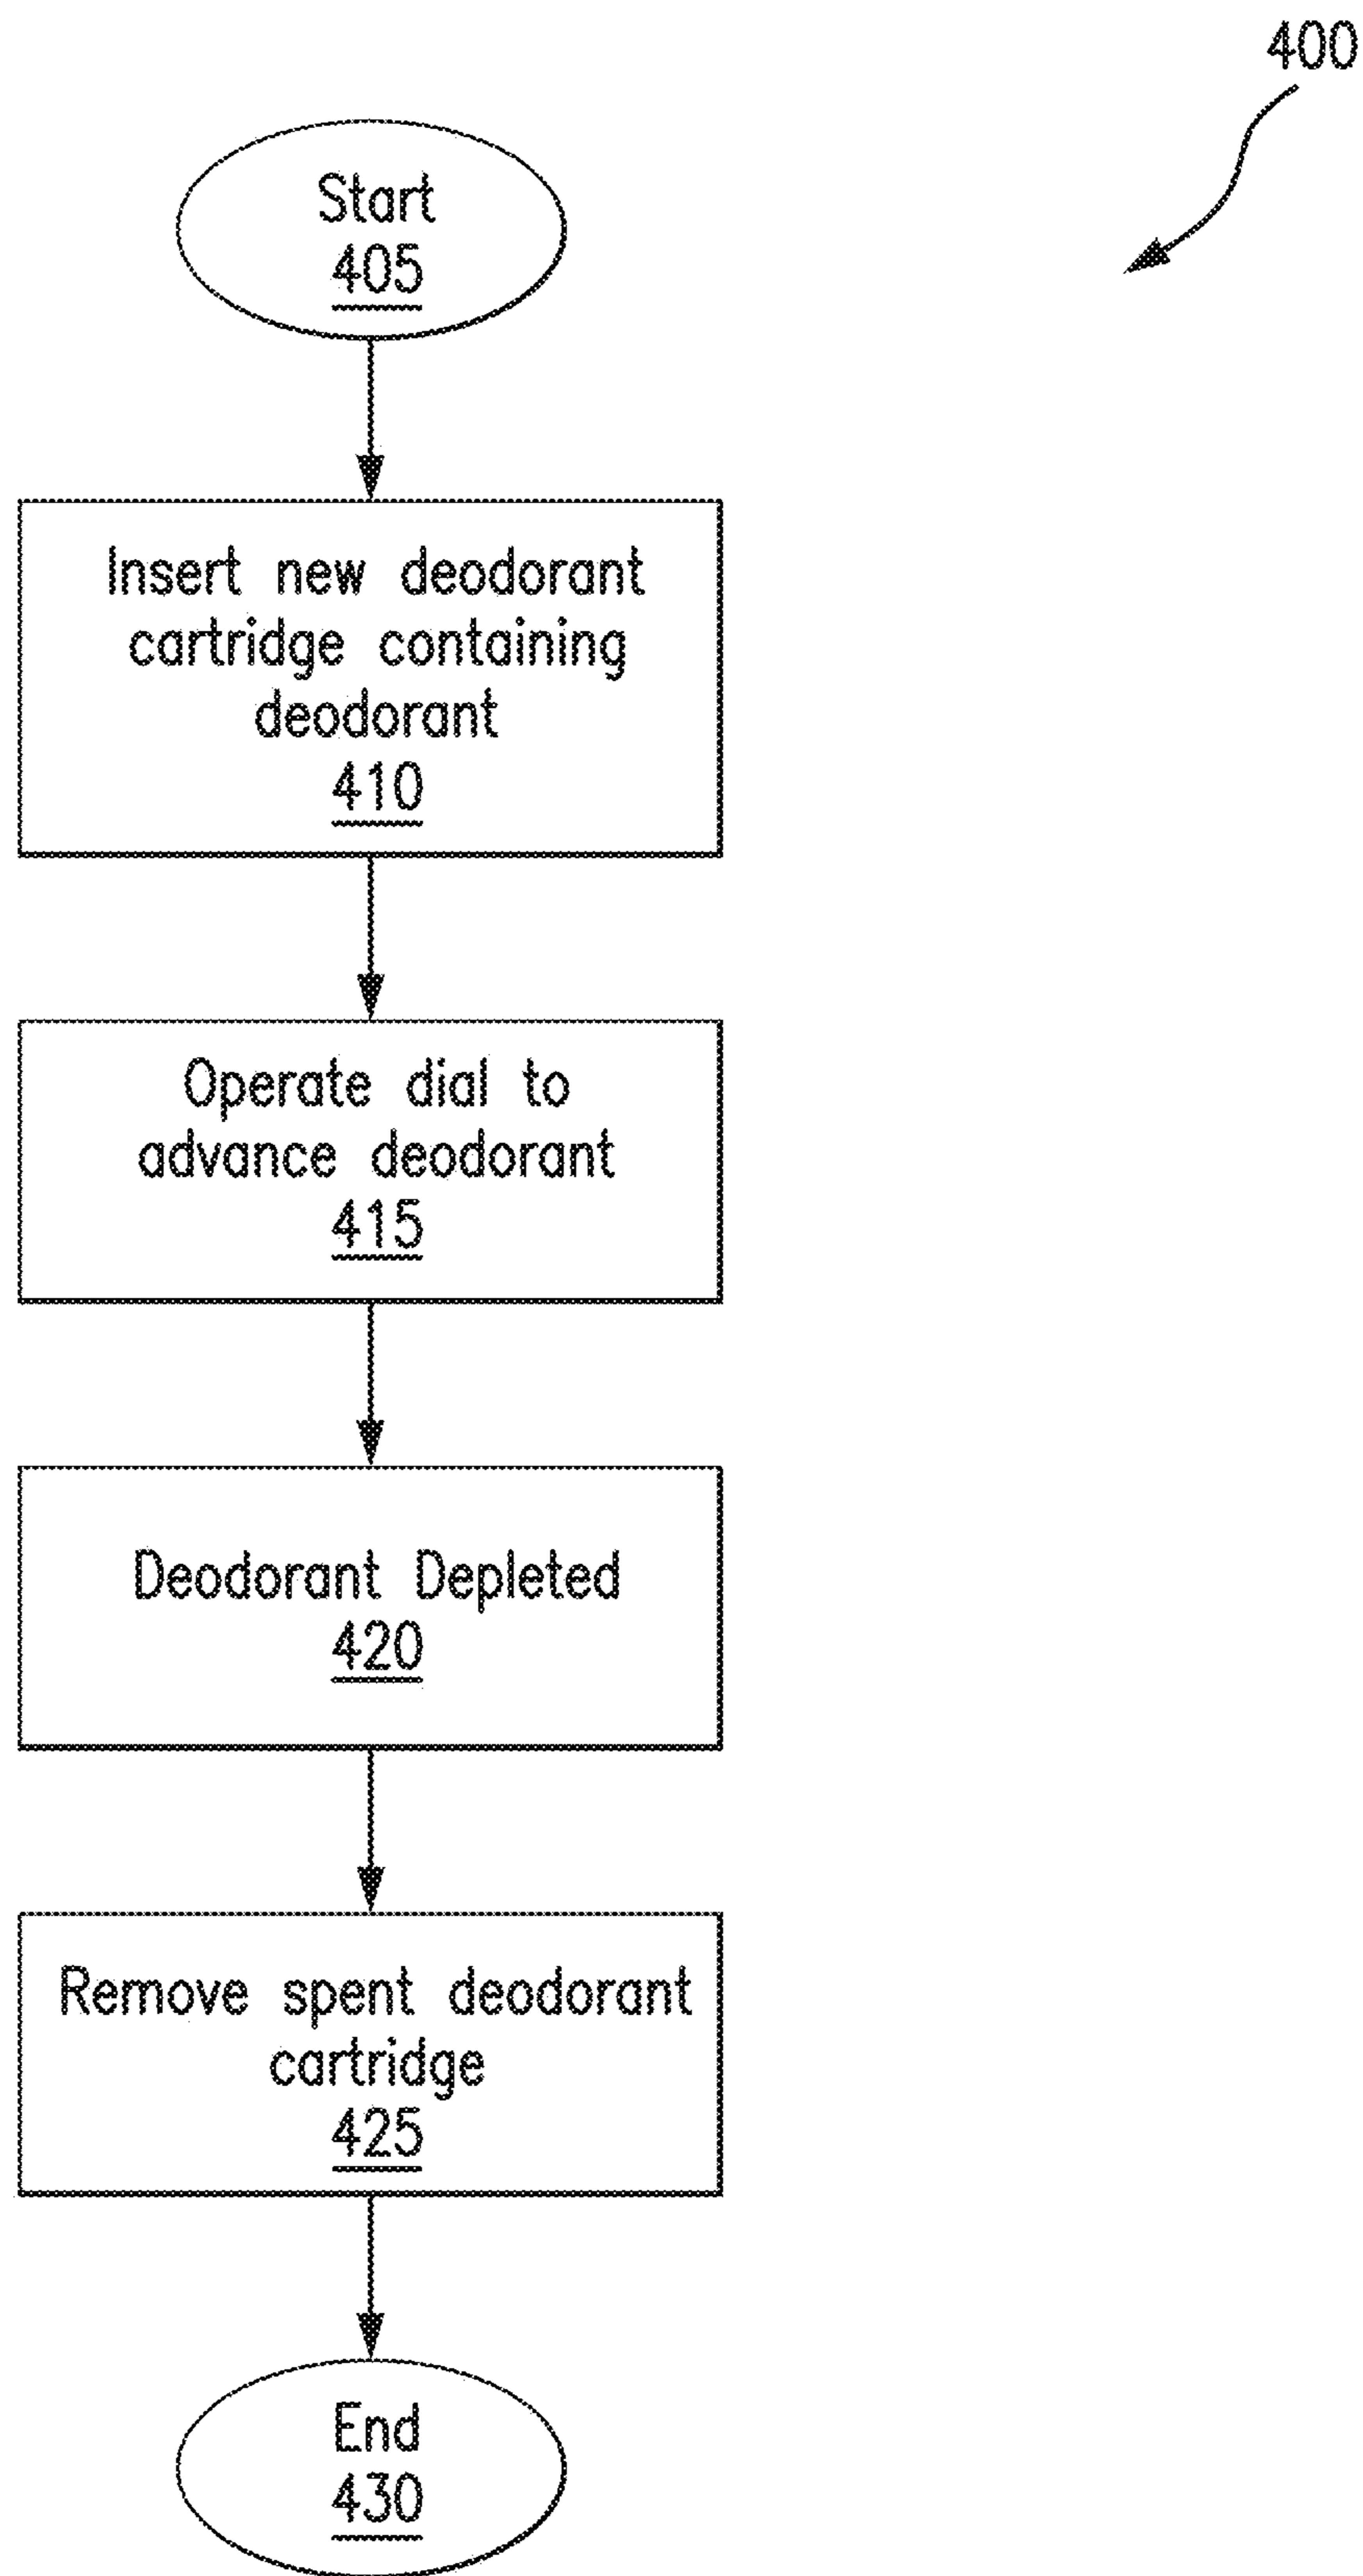 400
Start
405
Insert new deodorant
cartridge containing
deodorant
410
Operate dial to
advance deodorant
415
Deodorant Depleted
420
Remove spent deodorant
cartridge
425
End
430